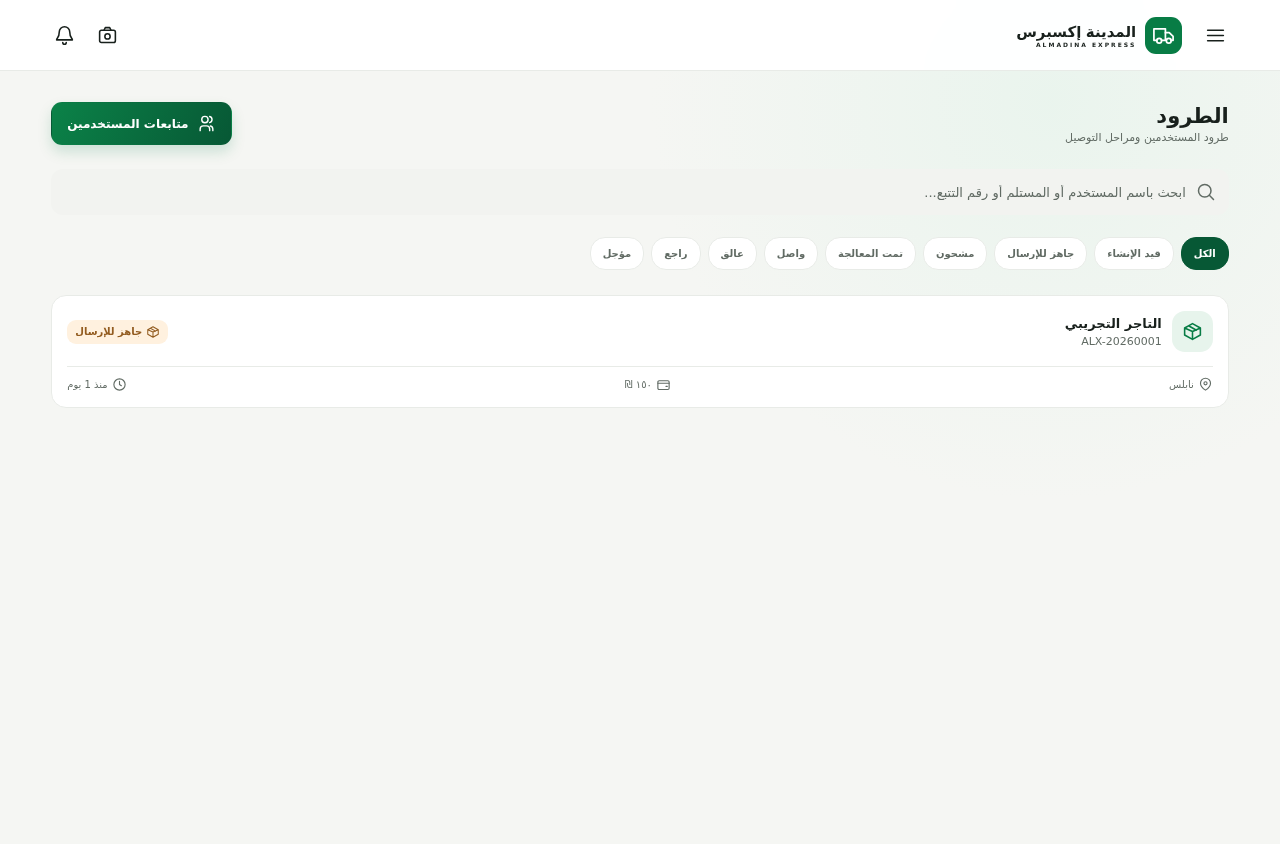 المدينة إكسبرس
ALMADINA EXPRESS
الطرود
طرود المستخدمين ومراحل التوصيل
متابعات المستخدمين
ابحث باسم المستخدم أو المستلم أو رقم التتبع...
الكل
قيد الإنشاء
جاهز للإرسال
مشحون
تمت المعالجة
واصل
عالق
راجع
مؤجل
التاجر التجريبي
ALX-20260001
جاهز للإرسال
نابلس
١٥٠ ₪
منذ 1 يوم